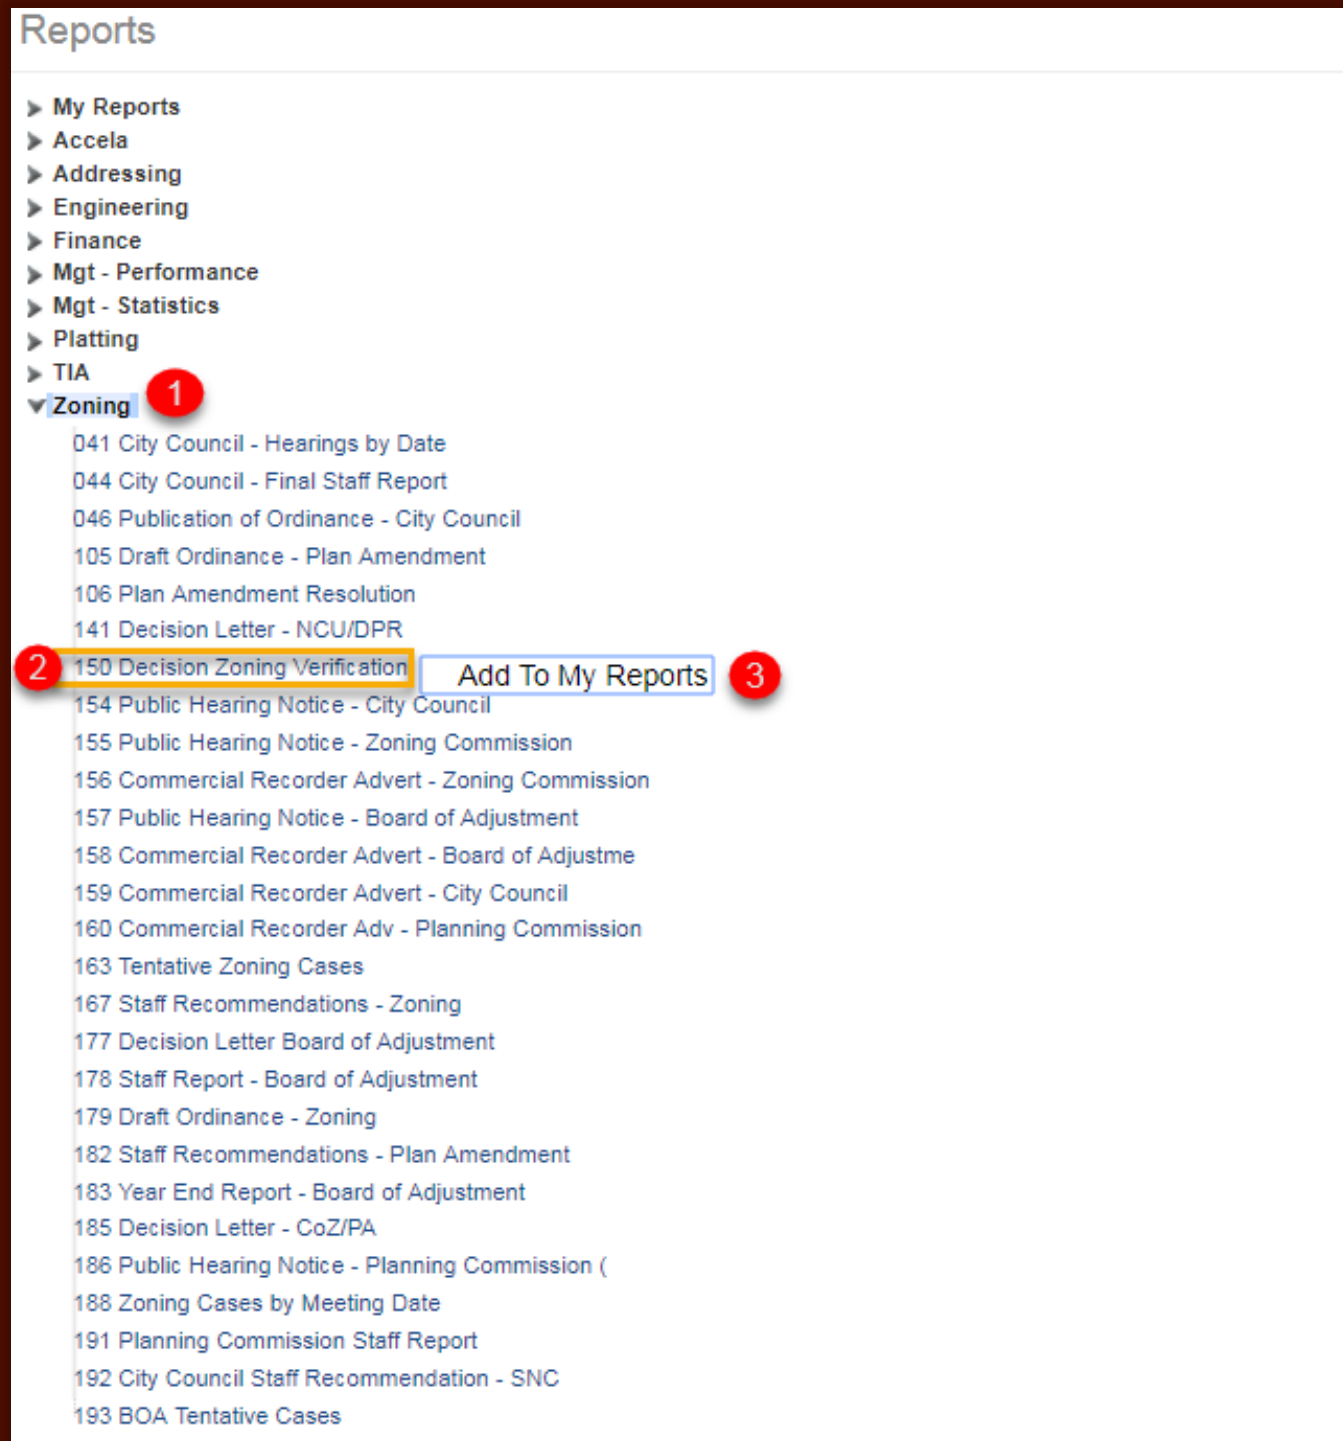 Reports
My Reports
Accela
Addressing
Engineering
Finance
Mgt - Performance
Mgt - Statistics
Platting
TIA
Zoning 1
041 City Council - Hearings by Date
044 City Council - Final Staff Report
046 Publication of Ordinance - City Council
105 Draft Ordinance - Plan Amendment
106 Plan Amendment Resolution
141 Decision Letter - NCU/DPR
2 150 Decision Zoning Verification Add To My Reports 3
154 Public Hearing Notice - City Council
155 Public Hearing Notice - Zoning Commission
156 Commercial Recorder Advert - Zoning Commission
157 Public Hearing Notice - Board of Adjustment
158 Commercial Recorder Advert - Board of Adjustme
159 Commercial Recorder Advert - City Council
160 Commercial Recorder Adv - Planning Commission
163 Tentative Zoning Cases
167 Staff Recommendations - Zoning
177 Decision Letter Board of Adjustment
178 Staff Report - Board of Adjustment
179 Draft Ordinance - Zoning
182 Staff Recommendations - Plan Amendment
183 Year End Report - Board of Adjustment
185 Decision Letter - CoZ/PA
186 Public Hearing Notice - Planning Commission (
188 Zoning Cases by Meeting Date
191 Planning Commission Staff Report
192 City Council Staff Recommendation - SNC
193 BOA Tentative Cases